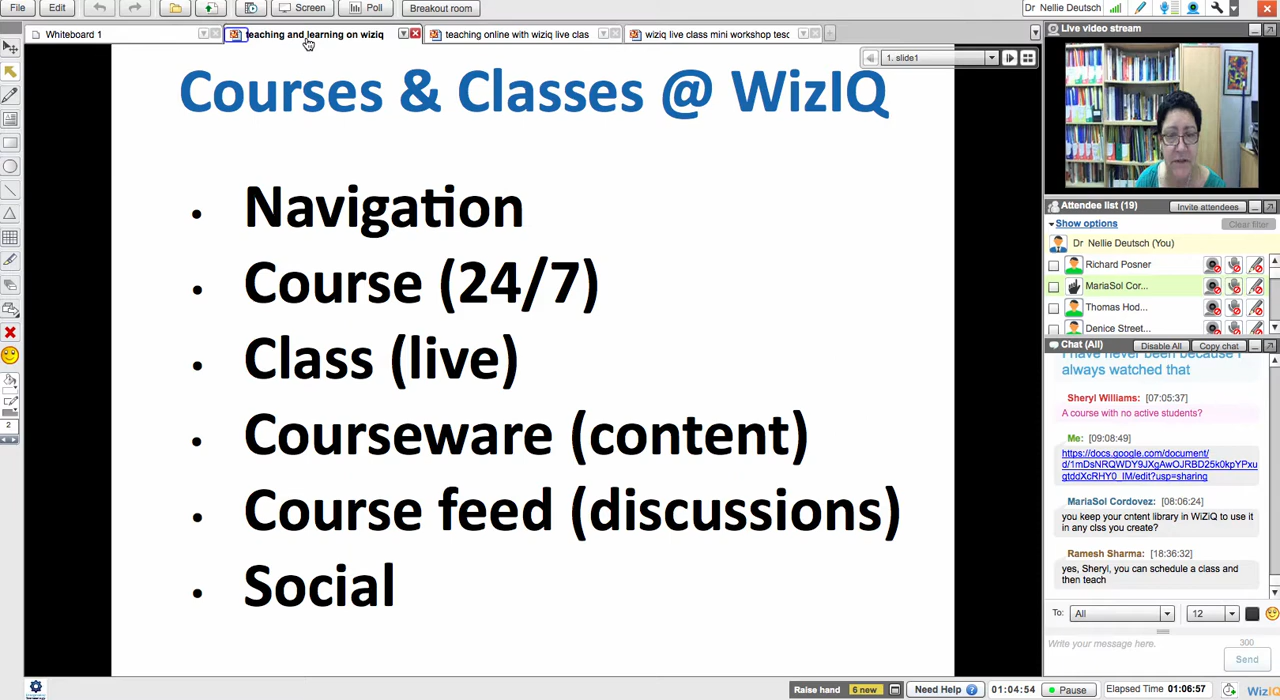 File
Edit
Screen
Poll
Breakout room
Dr Nellie Deutsch
Whiteboard 1
teaching and learning on wiziq
teaching online with wiziq live clas
wiziq live class mini workshop tesc
1. slide1
Courses & Classes @ WizIQ
• Navigation
• Course (24/7)
• Class (live)
• Courseware (content)
• Course feed (discussions)
• Social
2
Live video stream
Attendee list (19)
Invite attendees
Show options
Clear filter
Dr Nellie Deutsch (You)
Richard Posner
MariaSol Cor...
Thomas Hod...
Denice Street...
Chat (All)
Disable All
Copy chat
I have never been because I
always watched that
Sheryl Williams: [07:05:37]
A course with no active students?
Me: [09:08:49]
https://docs.google.com/document/
d/1mDsNRQWDY9JXgAwOJRBD25k0kpYPxu
gtddXcRHY0_IM/edit?usp=sharing
MariaSol Cordovez: [08:06:24]
you keep your cntent library in WiZIQ to use it
in any clss you create?
Ramesh Sharma: [18:36:32]
yes, Sheryl, you can schedule a class and
then teach
To:
All
12
Write your message here.
300
Send
Raise hand
6 new
Need Help
01:04:54
Pause
Elapsed Time 01:06:57
WizIQ